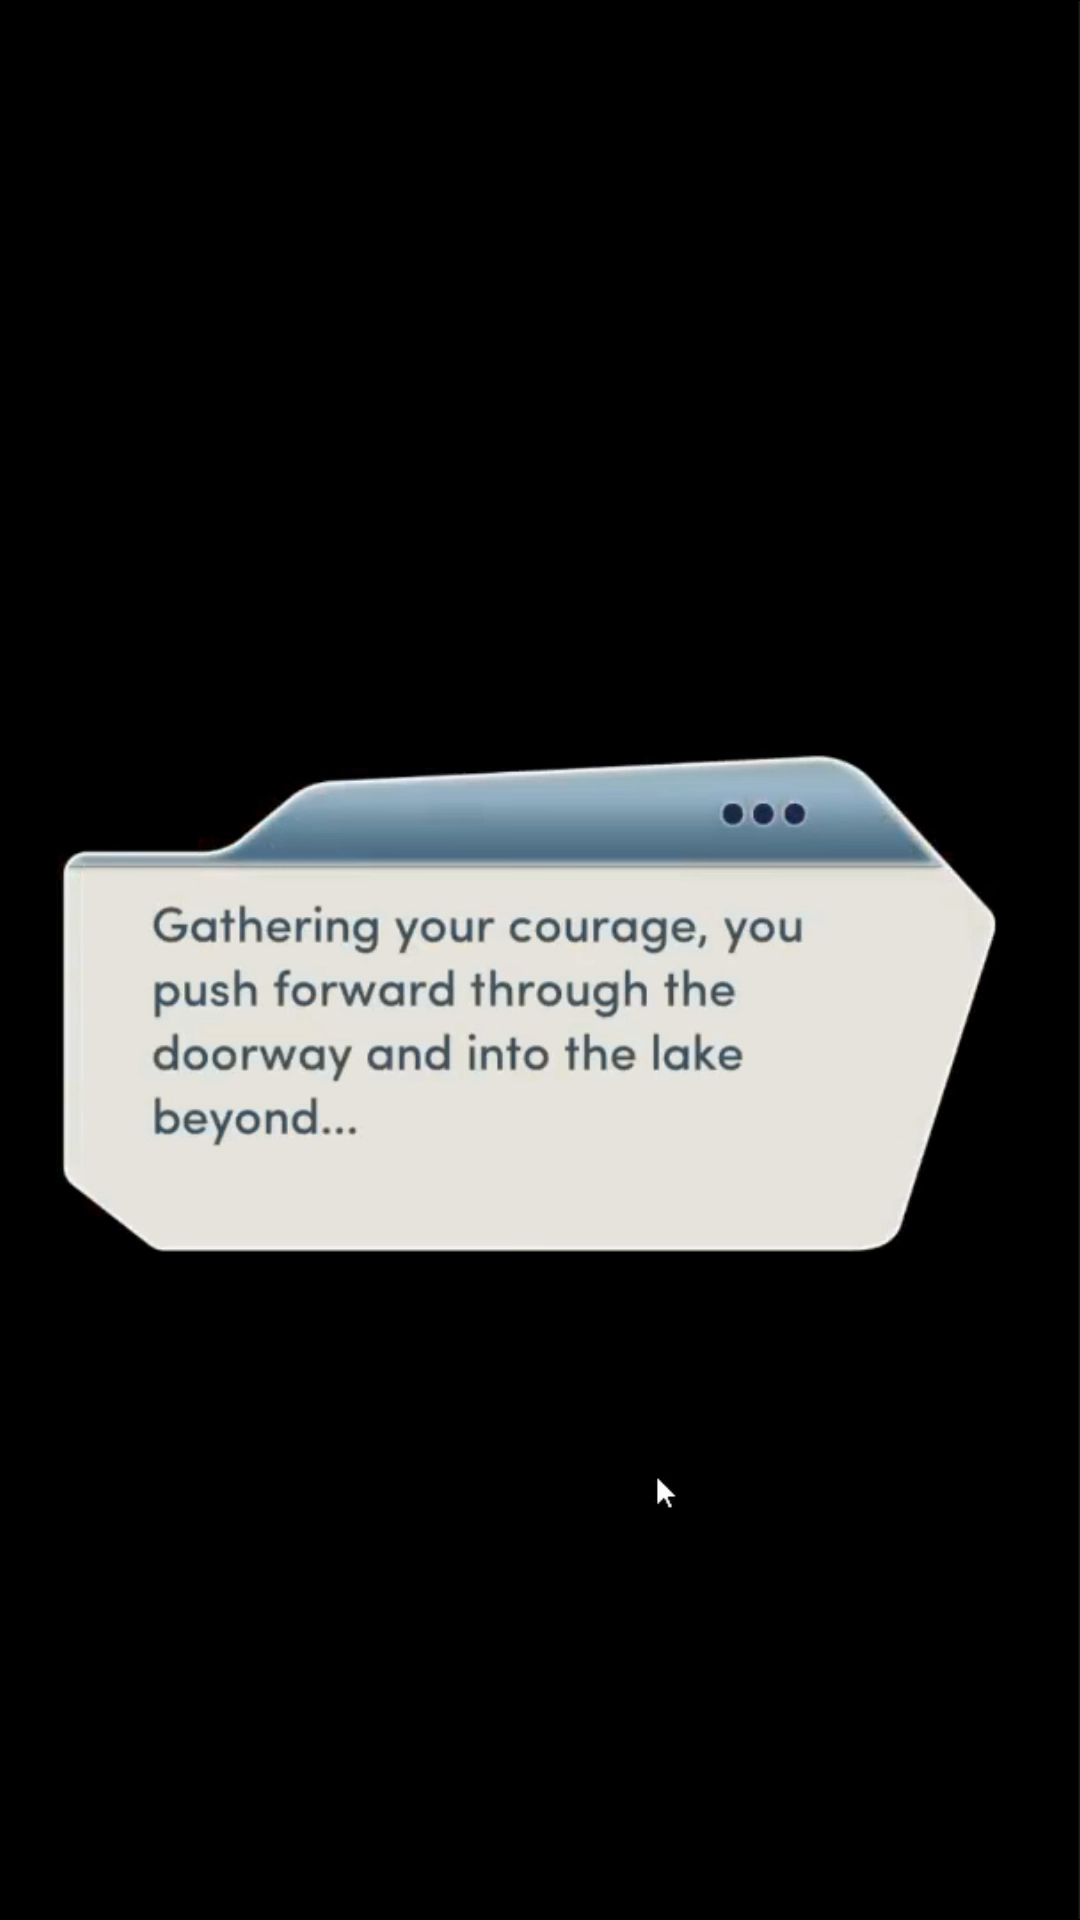 Gathering your courage, you
push forward through the
doorway and into the lake
beyond...